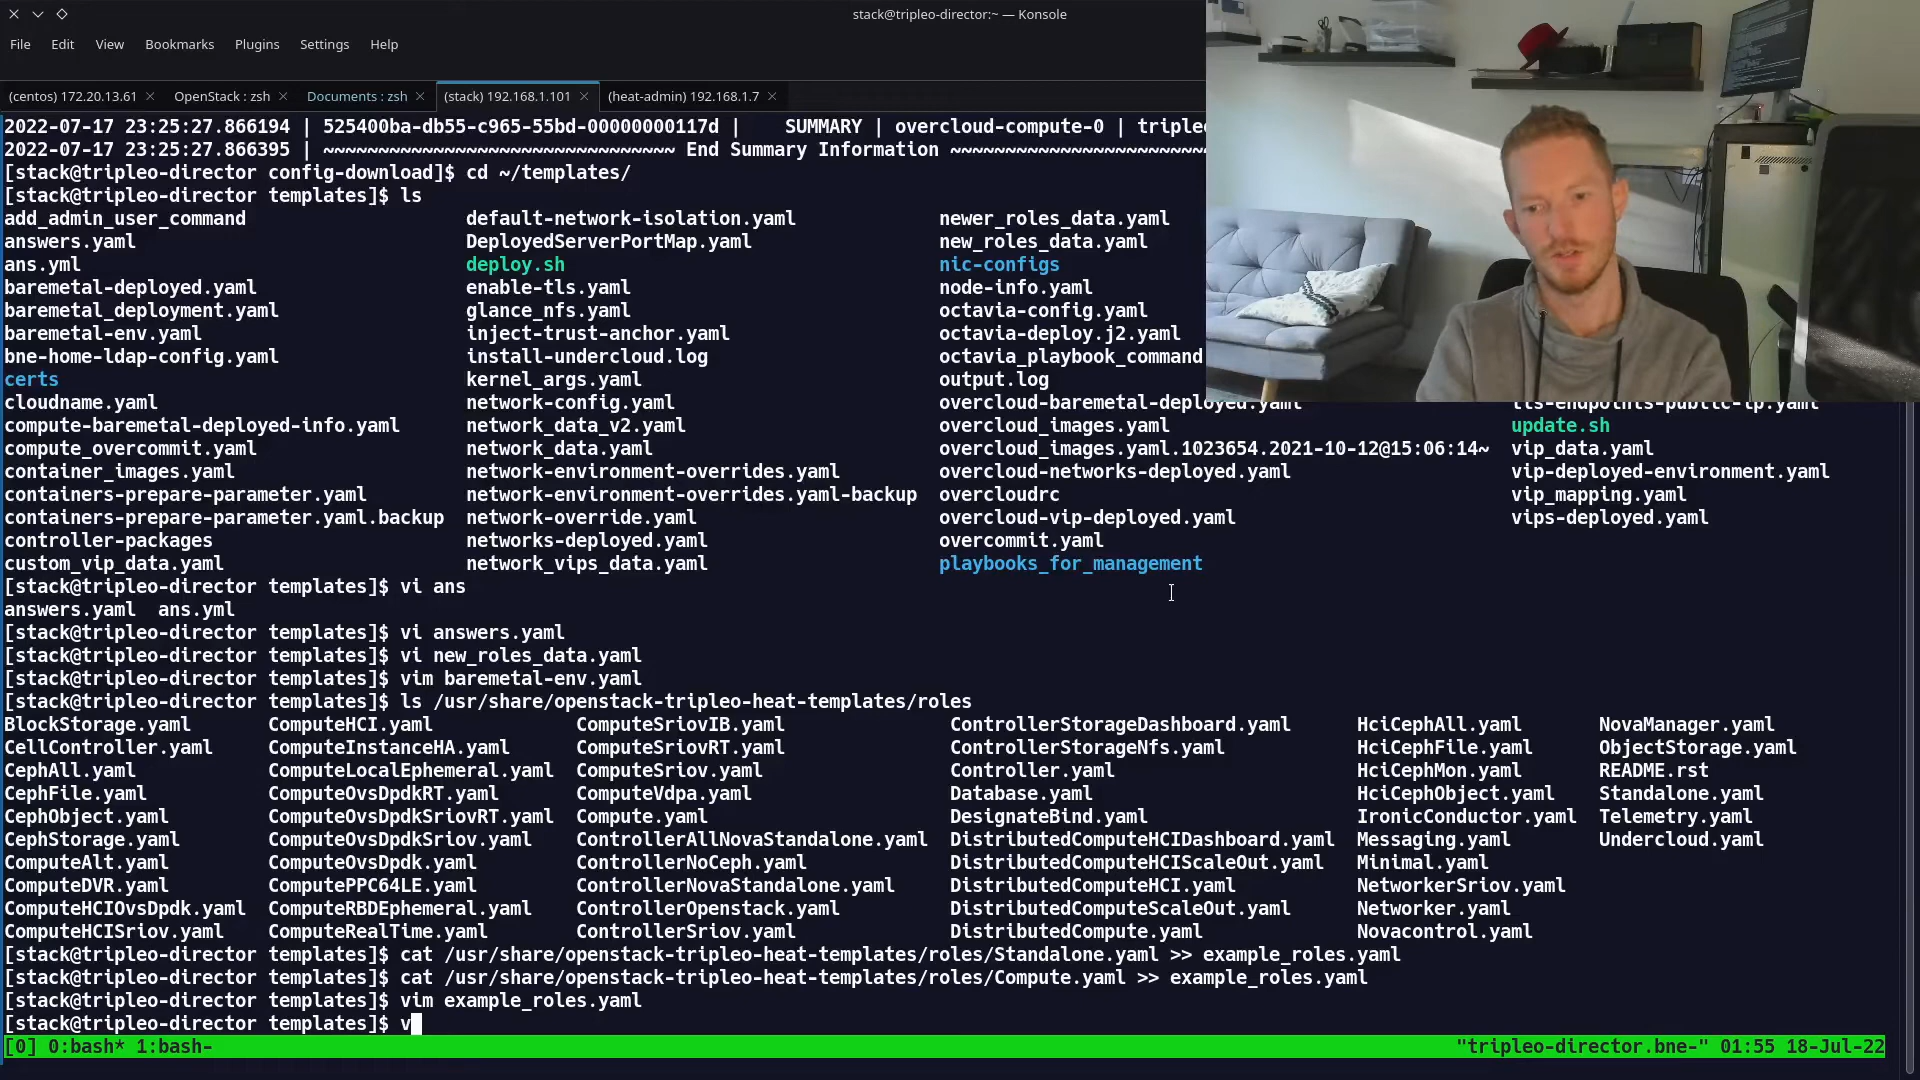 stack@tripleo-director:~ — Konsole
File Edit View Bookmarks Plugins Settings Help
(centos) 172.20.13.61 OpenStack : zsh Documents : zsh (stack) 192.168.1.101 (heat-admin) 192.168.1.7
2022-07-17 23:25:27.866194 | 525400ba-db55-c965-55bd-00000000117d | SUMMARY | overcloud-compute-0 | tripleo
2022-07-17 23:25:27.866395 | ~~~~~~~~~~~~~~~~~~~~~~~~~~~~~~~~ End Summary Information ~~~~~~~~~~~~~~~~~~~~~~~~
[stack@tripleo-director config-download]$ cd ~/templates/
[stack@tripleo-director templates]$ ls
add_admin_user_command default-network-isolation.yaml newer_roles_data.yaml
answers.yaml DeployedServerPortMap.yaml new_roles_data.yaml
ans.yml deploy.sh nic-configs
baremetal-deployed.yaml enable-tls.yaml node-info.yaml
baremetal_deployment.yaml glance_nfs.yaml octavia-config.yaml
baremetal-env.yaml inject-trust-anchor.yaml octavia-deploy.j2.yaml
bne-home-ldap-config.yaml install-undercloud.log octavia_playbook_command
certs kernel_args.yaml output.log
cloudname.yaml network-config.yaml overcloud-baremetal-deployed.yaml tls-endpoints-public-ip.yaml
compute-baremetal-deployed-info.yaml network_data_v2.yaml overcloud_images.yaml update.sh
compute_overcommit.yaml network_data.yaml overcloud_images.yaml.1023654.2021-10-12@15:06:14~ vip_data.yaml
container_images.yaml network-environment-overrides.yaml overcloud-networks-deployed.yaml vip-deployed-environment.yaml
containers-prepare-parameter.yaml network-environment-overrides.yaml-backup overcloudrc vip_mapping.yaml
containers-prepare-parameter.yaml.backup network-override.yaml overcloud-vip-deployed.yaml vips-deployed.yaml
controller-packages networks-deployed.yaml overcommit.yaml
custom_vip_data.yaml network_vips_data.yaml playbooks_for_management
[stack@tripleo-director templates]$ vi ans
answers.yaml ans.yml
[stack@tripleo-director templates]$ vi answers.yaml
[stack@tripleo-director templates]$ vi new_roles_data.yaml
[stack@tripleo-director templates]$ vim baremetal-env.yaml
[stack@tripleo-director templates]$ ls /usr/share/openstack-tripleo-heat-templates/roles
BlockStorage.yaml ComputeHCI.yaml ComputeSriovIB.yaml ControllerStorageDashboard.yaml HciCephAll.yaml NovaManager.yaml
CellController.yaml ComputeInstanceHA.yaml ComputeSriovRT.yaml ControllerStorageNfs.yaml HciCephFile.yaml ObjectStorage.yaml
CephAll.yaml ComputeLocalEphemeral.yaml ComputeSriov.yaml Controller.yaml HciCephMon.yaml README.rst
CephFile.yaml ComputeOvsDpdkRT.yaml ComputeVdpa.yaml Database.yaml HciCephObject.yaml Standalone.yaml
CephObject.yaml ComputeOvsDpdkSriovRT.yaml Compute.yaml DesignateBind.yaml IronicConductor.yaml Telemetry.yaml
CephStorage.yaml ComputeOvsDpdkSriov.yaml ControllerAllNovaStandalone.yaml DistributedComputeHCIDashboard.yaml Messaging.yaml Undercloud.yaml
ComputeAlt.yaml ComputeOvsDpdk.yaml ControllerNoCeph.yaml DistributedComputeHCIScaleOut.yaml Minimal.yaml
ComputeDVR.yaml ComputePPC64LE.yaml ControllerNovaStandalone.yaml DistributedComputeHCI.yaml NetworkerSriov.yaml
ComputeHCIOvsDpdk.yaml ComputeRBDEphemeral.yaml ControllerOpenstack.yaml DistributedComputeScaleOut.yaml Networker.yaml
ComputeHCISriov.yaml ComputeRealTime.yaml ControllerSriov.yaml DistributedCompute.yaml Novacontrol.yaml
[stack@tripleo-director templates]$ cat /usr/share/openstack-tripleo-heat-templates/roles/Standalone.yaml >> example_roles.yaml
[stack@tripleo-director templates]$ cat /usr/share/openstack-tripleo-heat-templates/roles/Compute.yaml >> example_roles.yaml
[stack@tripleo-director templates]$ vim example_roles.yaml
[stack@tripleo-director templates]$ v
[0] 0:bash* 1:bash- "tripleo-director.bne-" 01:55 18-Jul-22